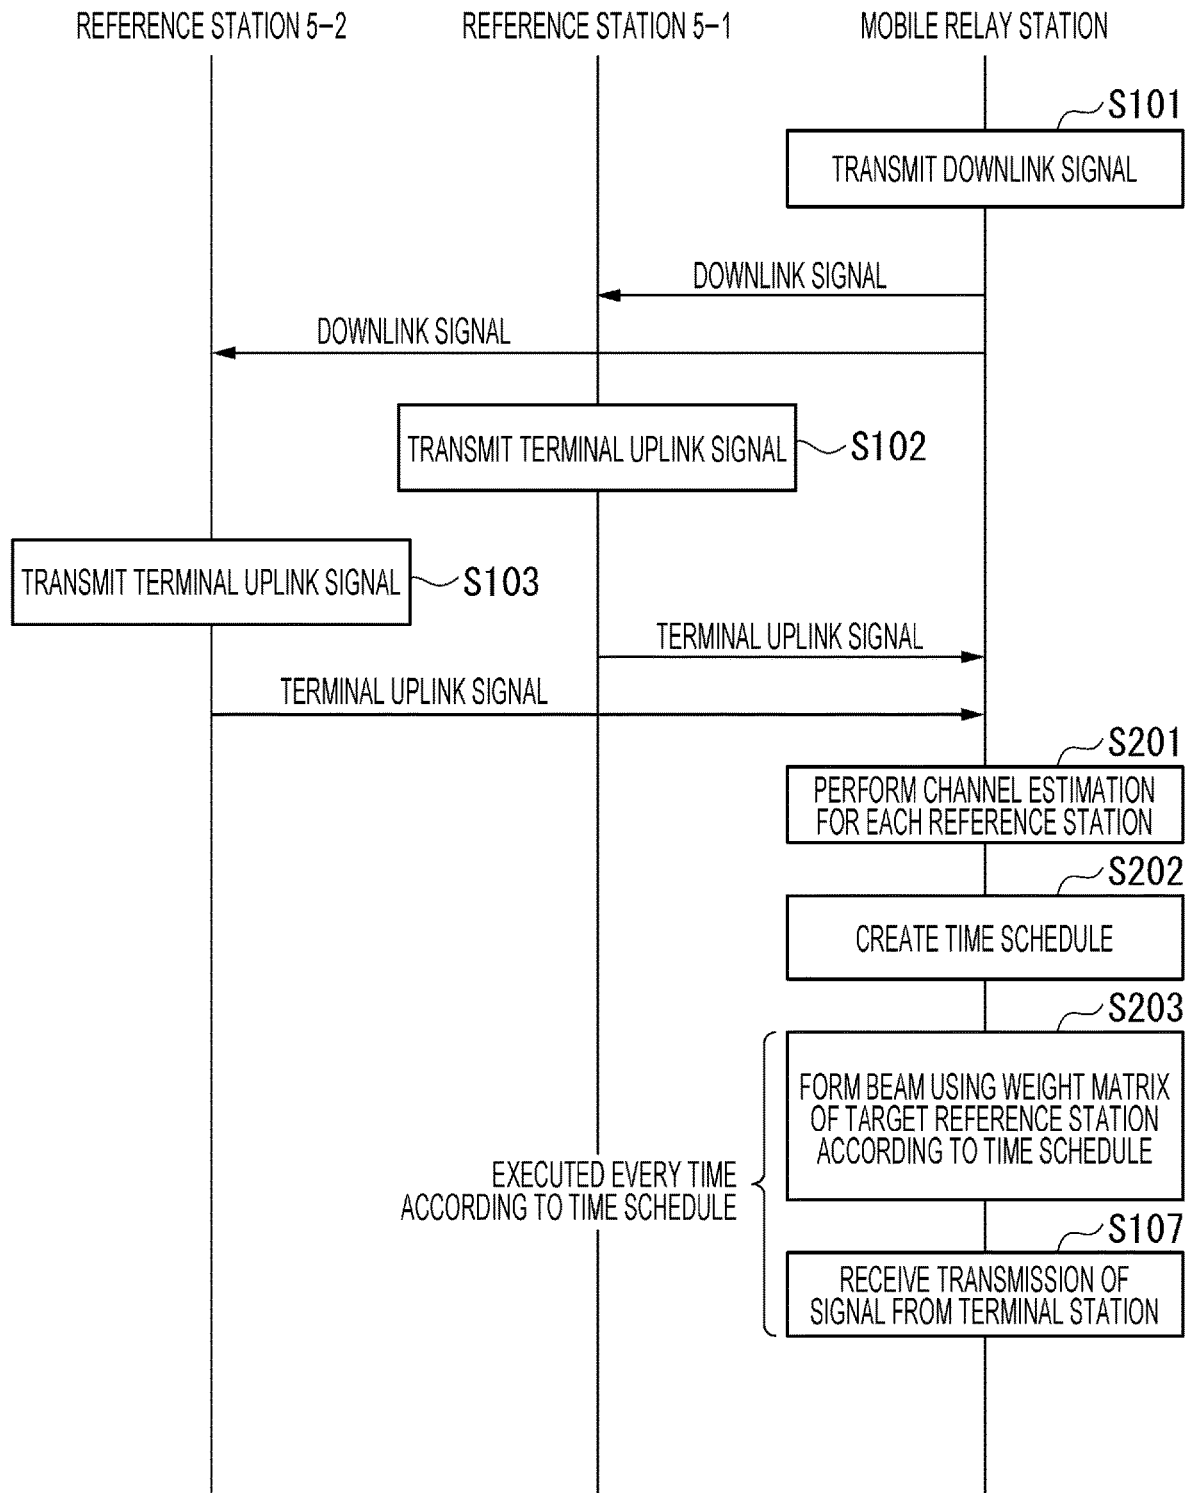 REFERENCE STATION 5-2
REFERENCE STATION 5-1
MOBILE RELAY STATION
S101
TRANSMIT DOWNLINK SIGNAL
DOWNLINK SIGNAL
DOWNLINK SIGNAL
TRANSMIT TERMINAL UPLINK SIGNAL
S102
TRANSMIT TERMINAL UPLINK SIGNAL
S103
TERMINAL UPLINK SIGNAL
TERMINAL UPLINK SIGNAL
S201
PERFORM CHANNEL ESTIMATION
FOR EACH REFERENCE STATION
S202
CREATE TIME SCHEDULE
S203
FORM BEAM USING WEIGHT MATRIX
OF TARGET REFERENCE STATION
ACCORDING TO TIME SCHEDULE
EXECUTED EVERY TIME
ACCORDING TO TIME SCHEDULE
S107
RECEIVE TRANSMISSION OF
SIGNAL FROM TERMINAL STATION